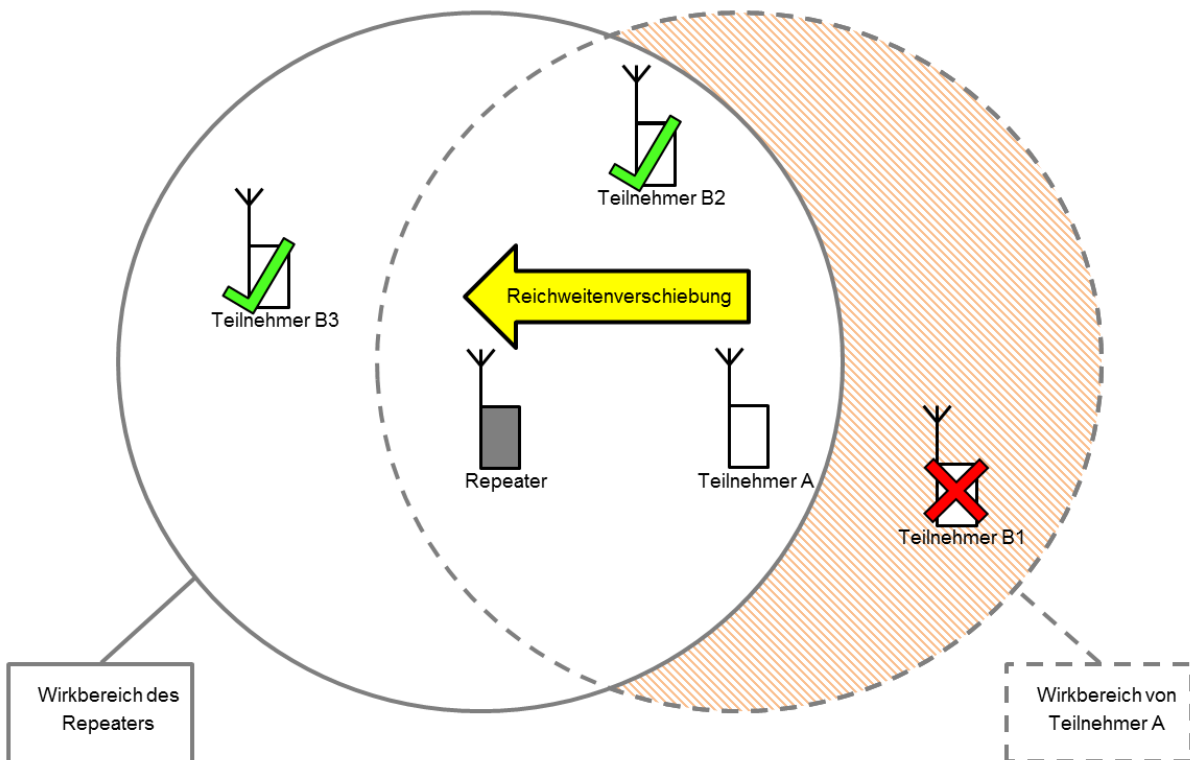 Teilnehmer B2
Reichweitenverschiebung
Teilnehmer B3
Repeater
Teilnehmer A
Teilnehmer B1
Wirkbereich des
Repeaters
Wirkbereich von
Teilnehmer A